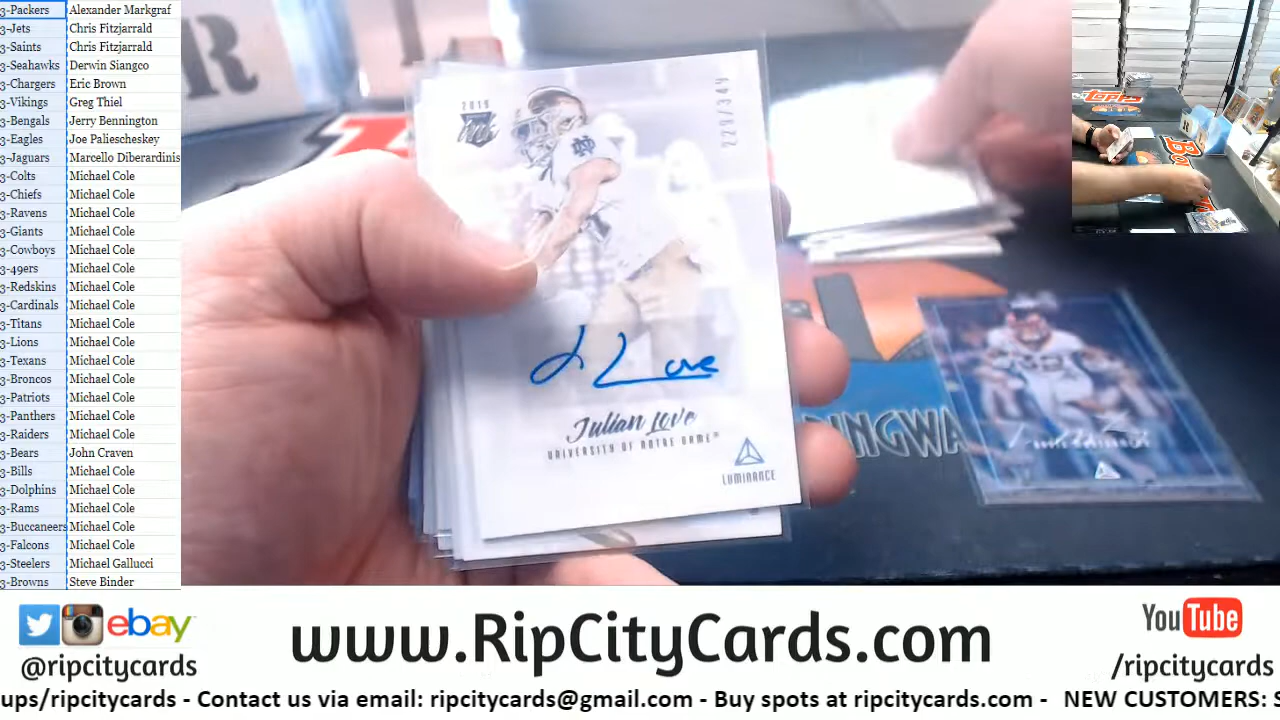 3-Packers Alexander Markgraf
3-Jets Chris Fitzjarrald
3-Saints Chris Fitzjarrald
3-Seahawks Derwin Siangco
3-Chargers Eric Brown
3-Vikings Greg Thiel
3-Bengals Jerry Bennington
3-Eagles Joe Paliescheskey
3-Jaguars Marcello Diberardinis
3-Colts Michael Cole
3-Chiefs Michael Cole
3-Ravens Michael Cole
3-Giants Michael Cole
3-Cowboys Michael Cole
3-49ers Michael Cole
3-Redskins Michael Cole
3-Cardinals Michael Cole
3-Titans Michael Cole
3-Lions Michael Cole
3-Texans Michael Cole
3-Broncos Michael Cole
3-Patriots Michael Cole
3-Panthers Michael Cole
3-Raiders Michael Cole
3-Bears John Craven
3-Bills Michael Cole
3-Dolphins Michael Cole
3-Rams Michael Cole
3-Buccaneers Michael Cole
3-Falcons Michael Cole
3-Steelers Michael Gallucci
3-Browns Steve Binder
2019
229/349
ND
J Love
Julian Love
UNIVERSITY OF NOTRE DAME
LUMINANCE
Topps
ebay
@ripcitycards
www.RipCityCards.com
YouTube
/ripcitycards
ups/ripcitycards - Contact us via email: ripcitycards@gmail.com - Buy spots at ripcitycards.com - NEW CUSTOMERS: S